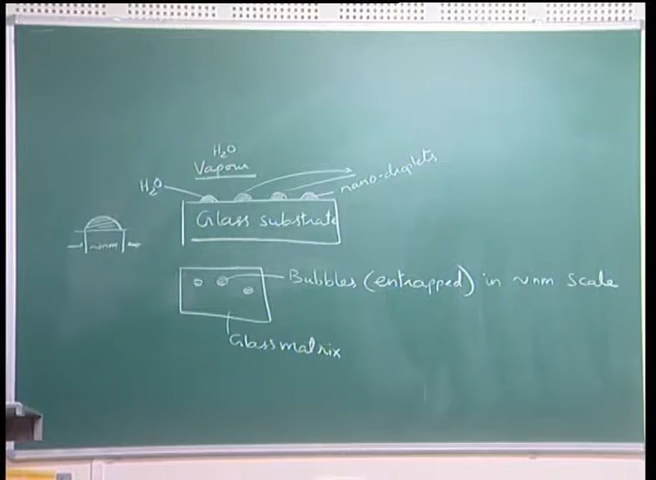 H2O
Vapour
H2O
nano-droplets
Glass substrate
~nm
Bubbles (entrapped) in ~nm scale
Glass matrix